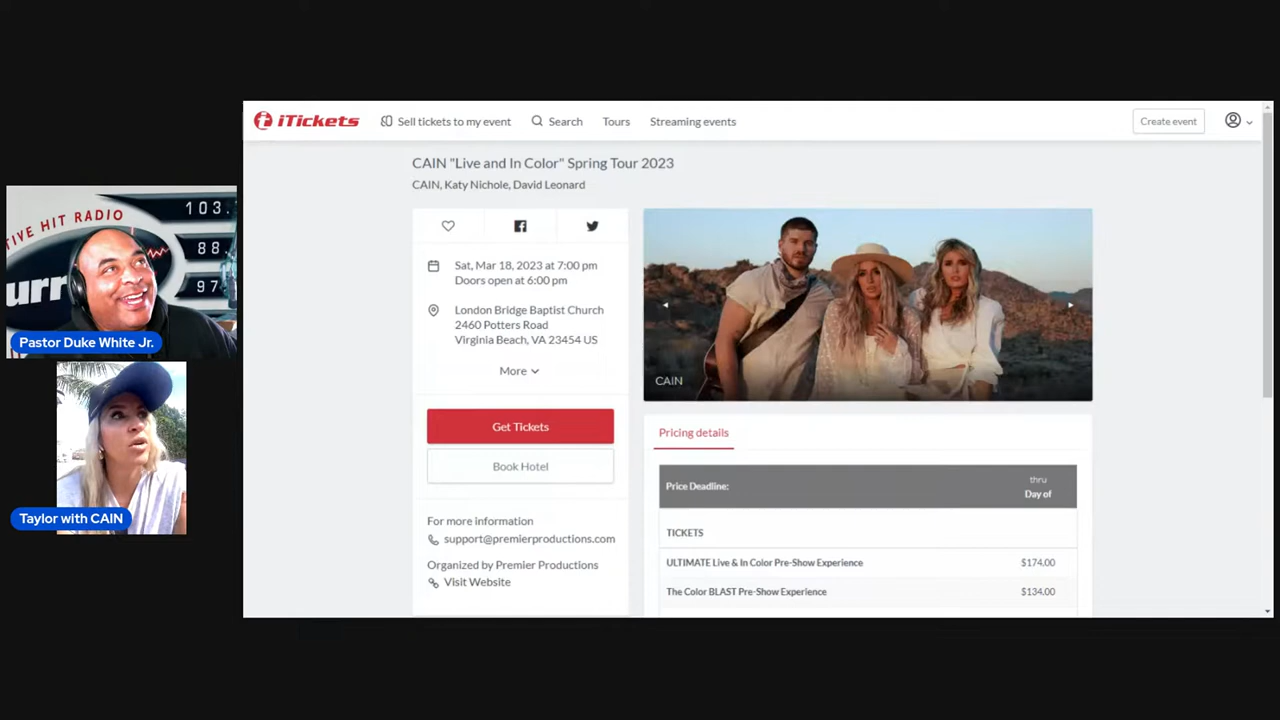 TIVE HIT RADIO
103.
88.
97
urr
Pastor Duke White Jr.
Taylor with CAIN
iTickets
Sell tickets to my event
Search
Tours
Streaming events
Create event
CAIN "Live and In Color" Spring Tour 2023
CAIN, Katy Nichole, David Leonard
Sat, Mar 18, 2023 at 7:00 pm
Doors open at 6:00 pm
London Bridge Baptist Church
2460 Potters Road
Virginia Beach, VA 23454 US
More
Get Tickets
Book Hotel
For more information
support@premierproductions.com
Organized by Premier Productions
Visit Website
CAIN
Pricing details
Price Deadline:
thru
Day of
TICKETS
ULTIMATE Live & In Color Pre-Show Experience $174.00
The Color BLAST Pre-Show Experience $134.00